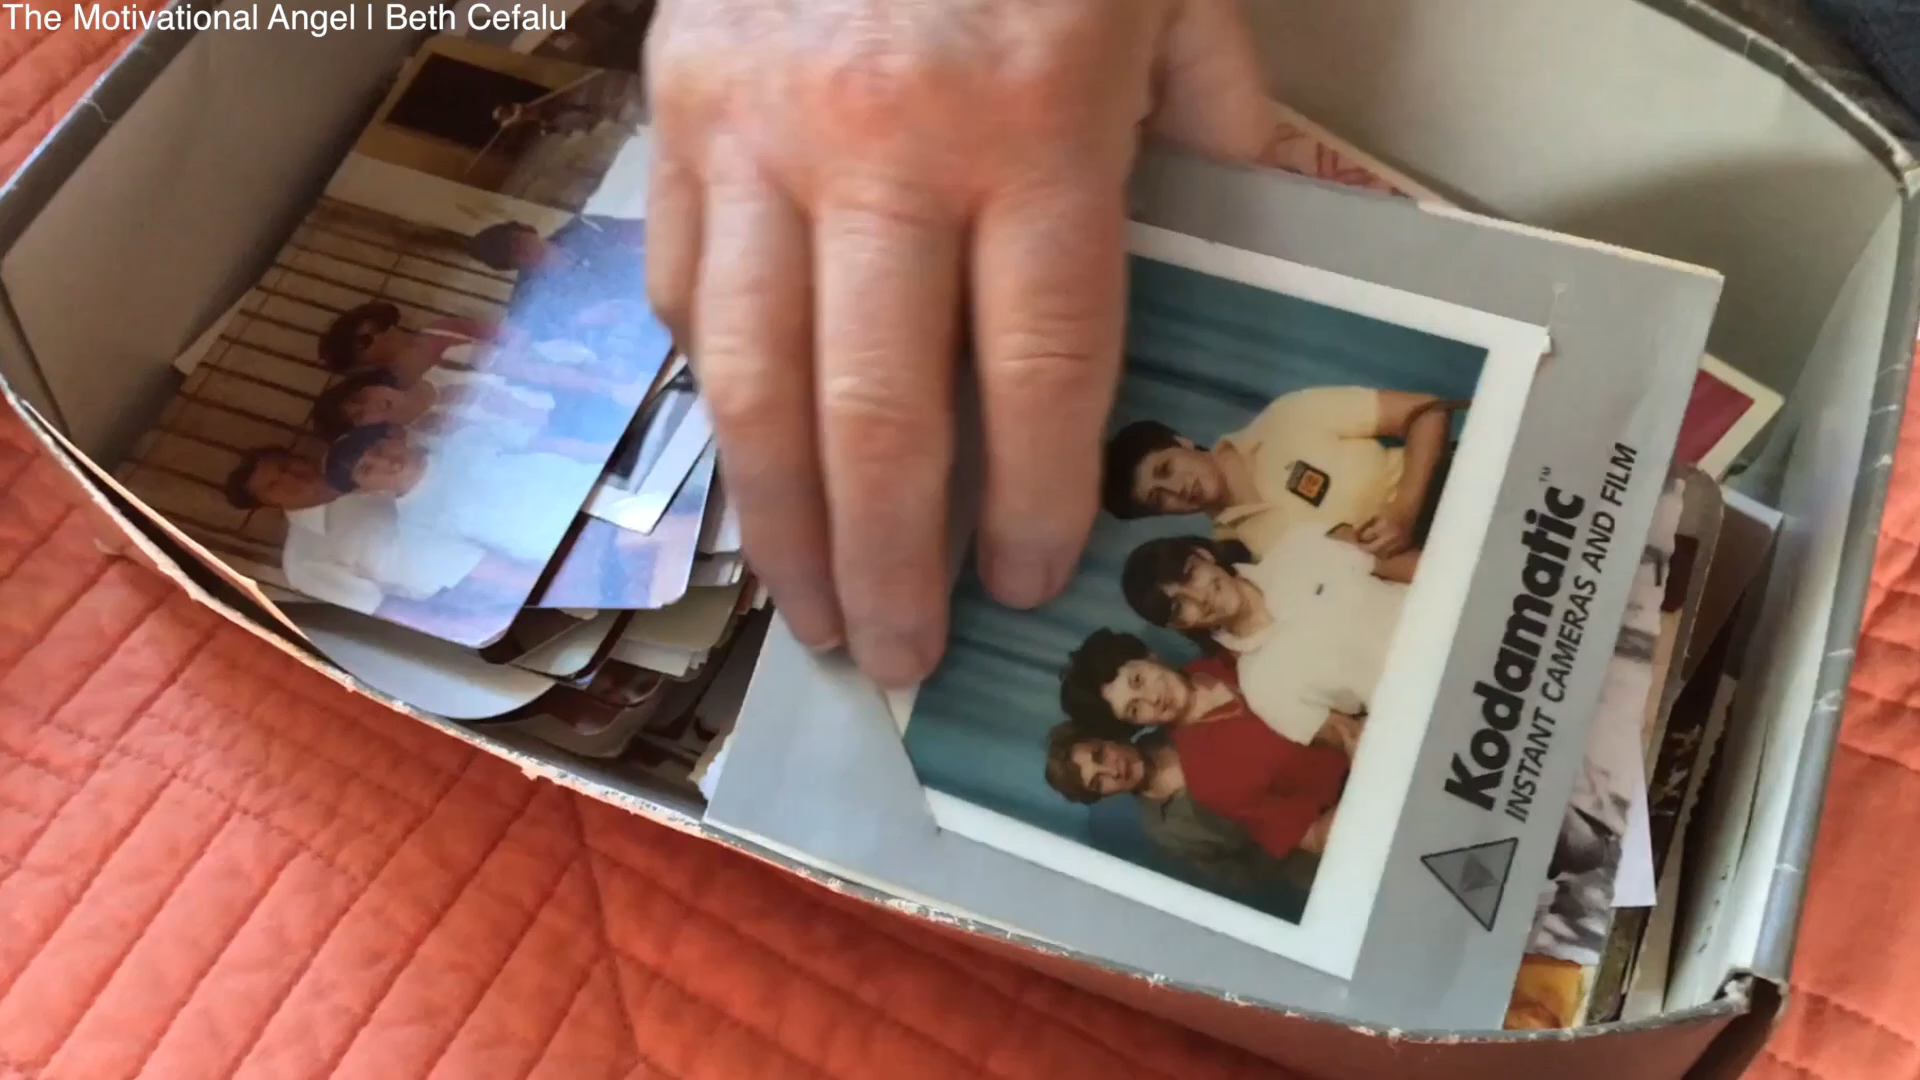 The Motivational Angel | Beth Cefalu
Kodamatic™
INSTANT CAMERAS AND FILM